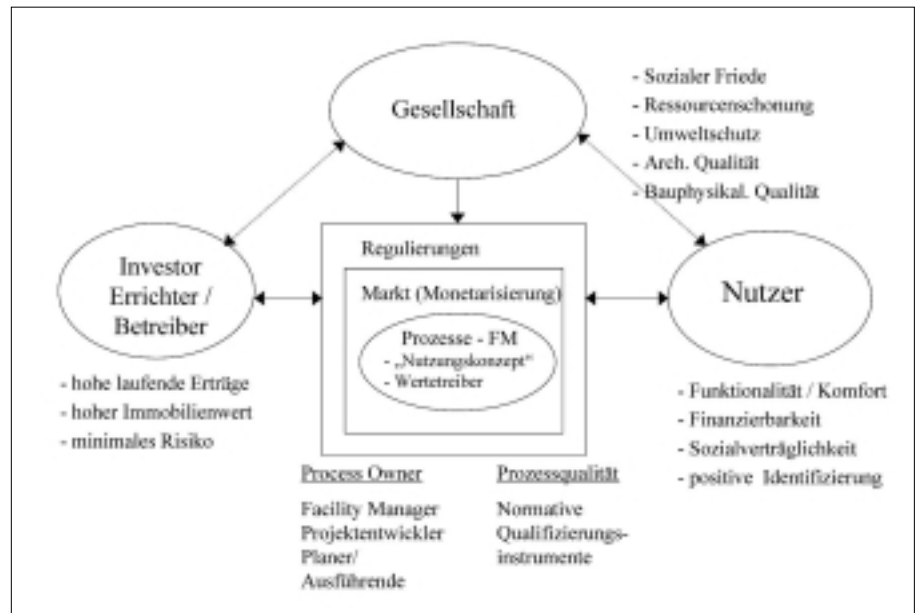 Gesellschaft
- Sozialer Friede
- Ressourcenschonung
- Umweltschutz
- Arch. Qualität
- Bauphysikal. Qualität
Investor
Errichter /
Betreiber
- hohe laufende Erträge
- hoher Immobilienwert
- minimales Risiko
Regulierungen
Markt (Monetarisierung)
Prozesse - FM
- „Nutzungskonzept“
- Wertetreiber
Nutzer
- Funktionalität / Komfort
- Finanzierbarkeit
- Sozialverträglichkeit
- positive Identifizierung
Process Owner
Facility Manager
Projektentwickler
Planer/
Ausführende
Prozessqualität
Normative
Qualifizierungs-
instrumente